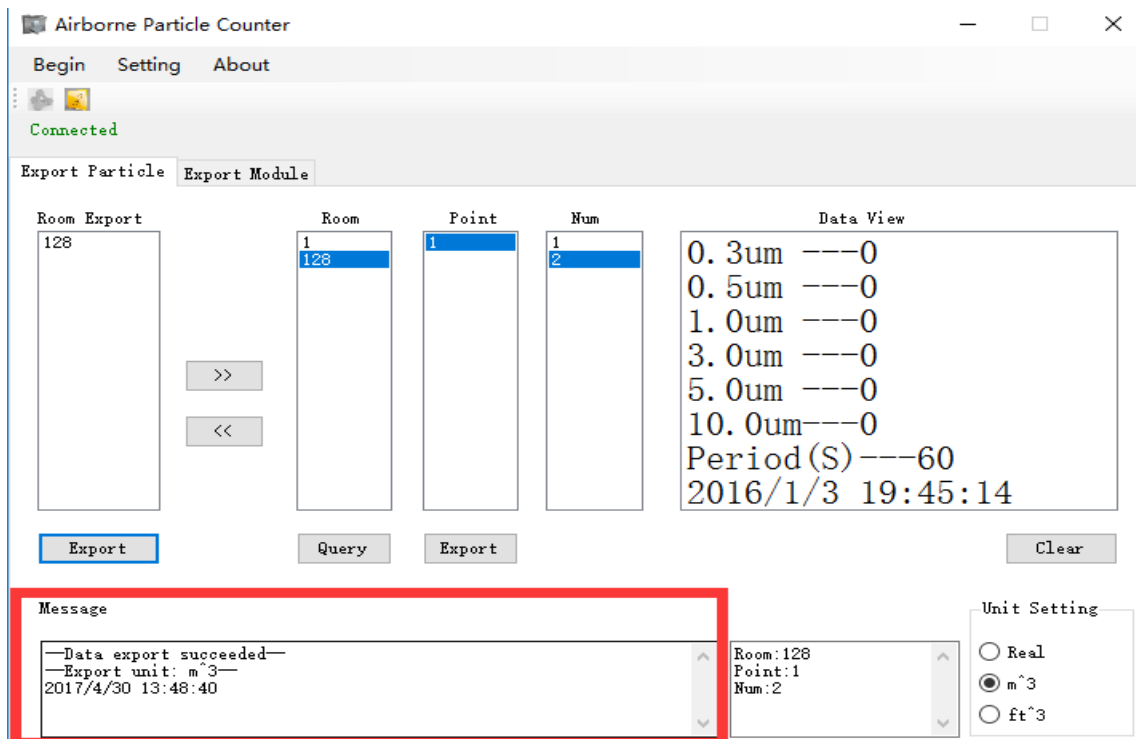 Airborne Particle Counter
Begin Setting About
Connected
Export Particle Export Module
Room Export Room Point Num Data View
128
1
128
1
1
2
0.3um ---0
0.5um ---0
1.0um ---0
3.0um ---0
5.0um ---0
10.0um---0
Period(S)---60
2016/1/3 19:45:14
>>
<<
Export Query Export Clear
Message
—Data export succeeded—
—Export unit: m^3—
2017/4/30 13:48:40
Room:128
Point:1
Num:2
Unit Setting
Real
m^3
ft^3